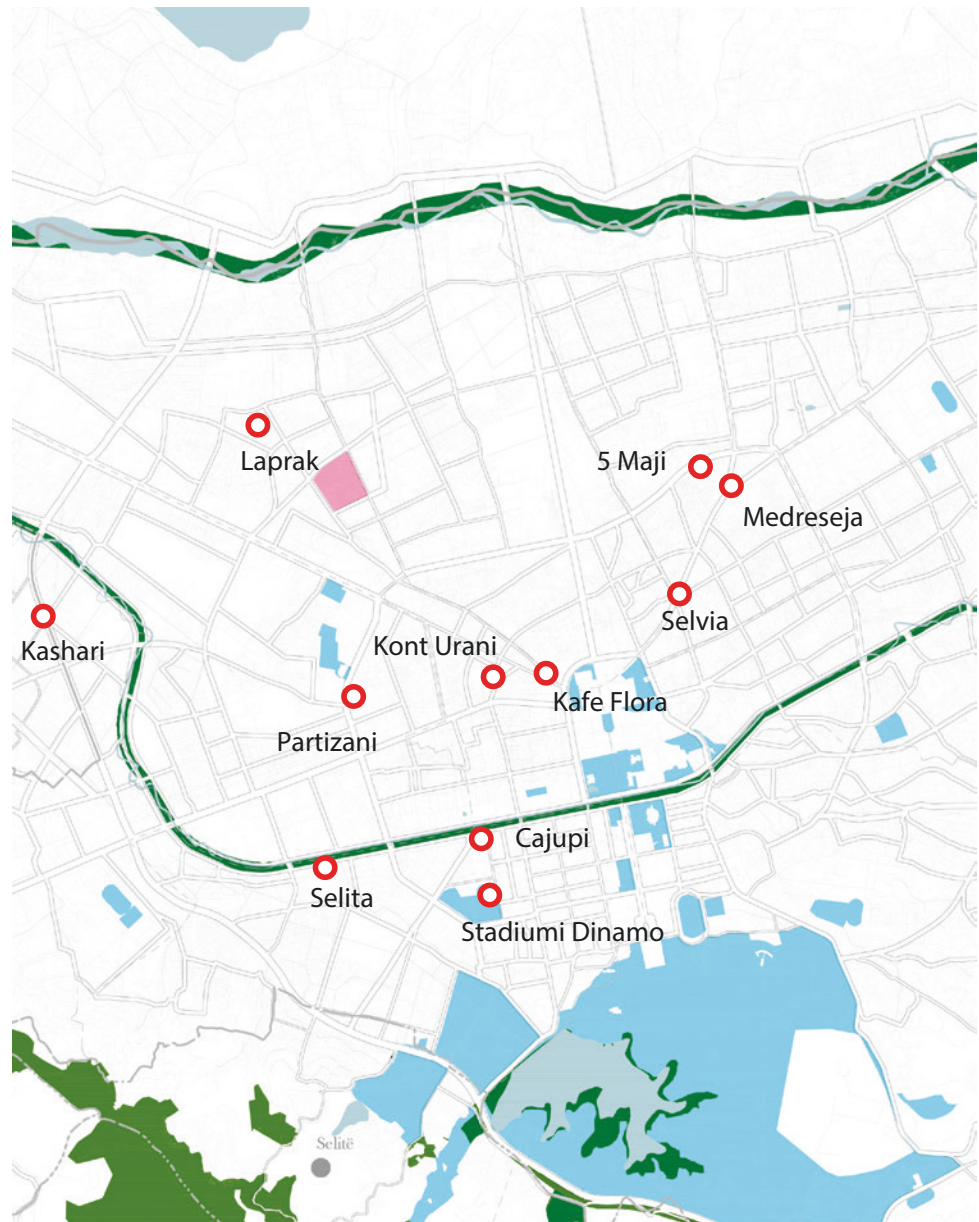 Laprak
5 Maji
Medreseja
Selvia
Kashari
Kont Urani
Kafe Flora
Partizani
Cajupi
Selita
Stadiumi Dinamo
Selitë